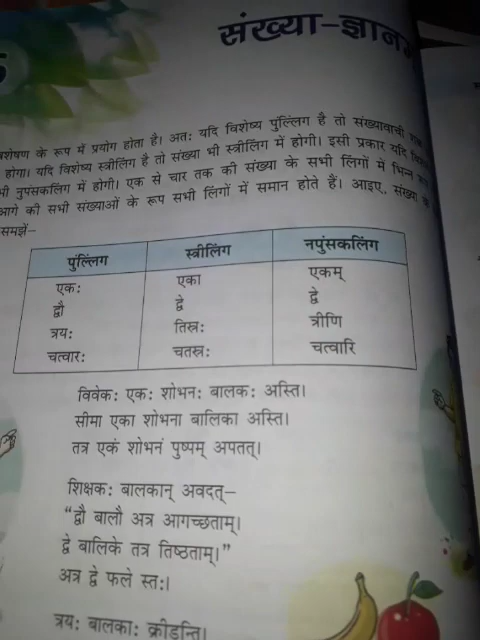 5
संख्या-ज्ञानम्
विशेषण के रूप में प्रयोग होता है। अतः यदि विशेष्य पुंल्लिंग है तो संख्यावाची
होगा। यदि विशेष्य स्त्रीलिंग है तो संख्या भी स्त्रीलिंग में होगी। इसी प्रकार यदि
भी नुपंसकलिंग में होगी। एक से चार तक की संख्या के सभी लिंगों में भिन्न
आगे की सभी संख्याओं के रूप सभी लिंगों में समान होते हैं। आइए, संख्या
समझें–
पुंल्लिंग स्त्रीलिंग नपुंसकलिंग
एकः एका एकम्
द्वौ द्वे द्वे
त्रयः तिस्रः त्रीणि
चत्वारः चतस्रः चत्वारि
विवेकः एकः शोभनः बालकः अस्ति।
सीमा एका शोभना बालिका अस्ति।
तत्र एकं शोभनं पुष्पम् अपतत्।
शिक्षकः बालकान् अवदत्–
“द्वौ बालौ अत्र आगच्छताम्।
द्वे बालिके तत्र तिष्ठताम्।”
अत्र द्वे फले स्तः।
त्रयः बालकाः क्रीडन्ति।